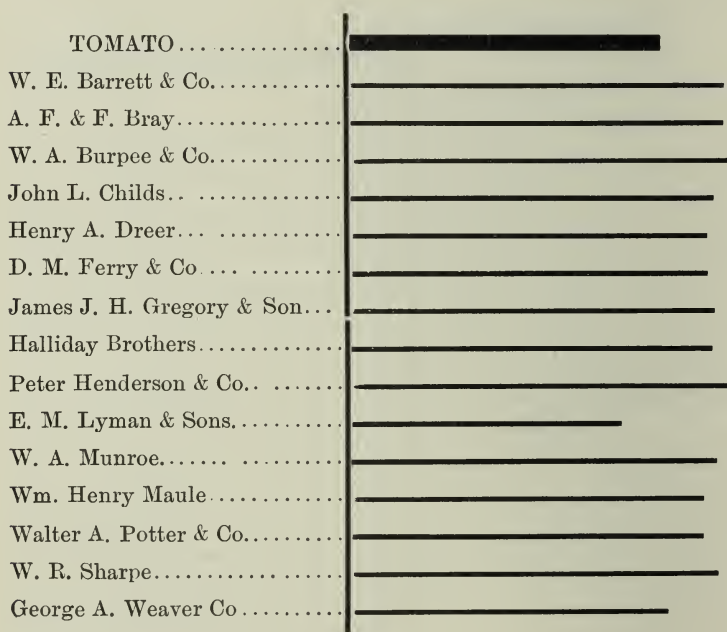 TOMATO... ..............
W. E. Barrett & Co..............
A. F. & F. Bray.................
W. A. Burpee & Co.............
John L. Childs.. ...............
Henry A. Dreer... .............
D. M. Ferry & Co .... .........
James J. H. Gregory & Son...
Halliday Brothers..............
Peter Henderson & Co.. .......
E. M. Lyman & Sons...........
W. A. Munroe....... ..........
Wm. Henry Maule.............
Walter A. Potter & Co.........
W. R. Sharpe..................
George A. Weaver Co ..........